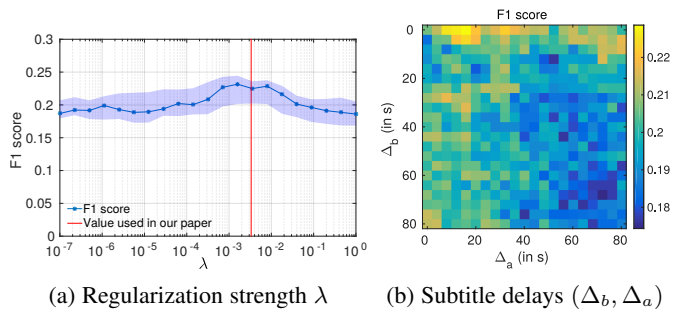 F1 score
0.3
0.25
0.2
0.15
0.1
0.05
0
F1 score
F1 score
Value used in our paper
10^-7 10^-6 10^-5 10^-4 10^-3 10^-2 10^-1 10^0
λ
(a) Regularization strength λ
F1 score
Δ_b (in s)
0
20
40
60
80
0 20 40 60 80
Δ_a (in s)
0.22
0.21
0.2
0.19
0.18
(b) Subtitle delays (Δ_b, Δ_a)